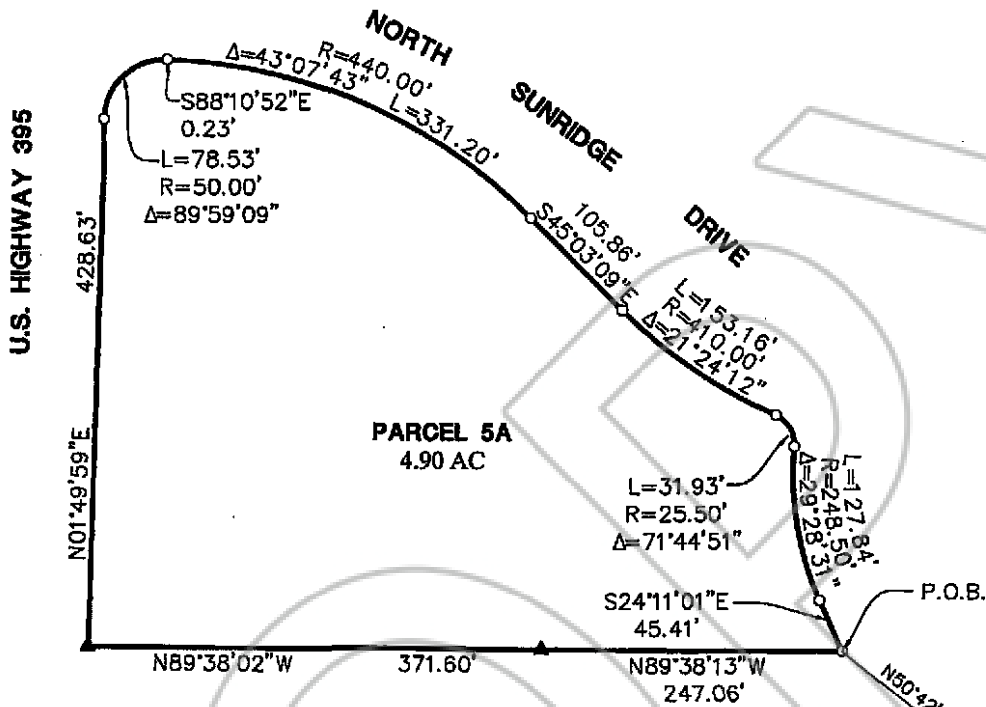 NORTH
SUNRIDGE
DRIVE
U.S. HIGHWAY 395
R=440.00'
Δ=43°07'43"
L=331.20'
S88°10'52"E
0.23'
L=78.53'
R=50.00'
Δ=89°59'09"
428.63'
N01°49'59"E
105.86'
S45°03'09"E
L=153.16'
R=410.00'
Δ=21°24'12"
PARCEL 5A
4.90 AC
L=31.93'
R=25.50'
Δ=71°44'51"
L=127.84'
R=248.50'
Δ=29°28'31"
S24°11'01"E
45.41'
P.O.B.
N89°38'02"W
371.60'
N89°38'13"W
247.06'
N50°42'